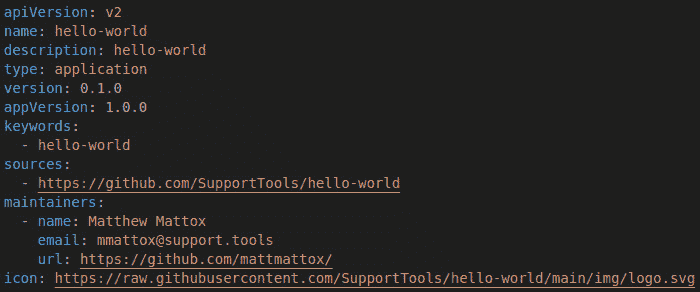 apiVersion: v2
name: hello-world
description: hello-world
type: application
version: 0.1.0
appVersion: 1.0.0
keywords:
  - hello-world
sources:
  - https://github.com/SupportTools/hello-world
maintainers:
  - name: Matthew Mattox
    email: mmattox@support.tools
    url: https://github.com/mattmattox/
icon: https://raw.githubusercontent.com/SupportTools/hello-world/main/img/logo.svg